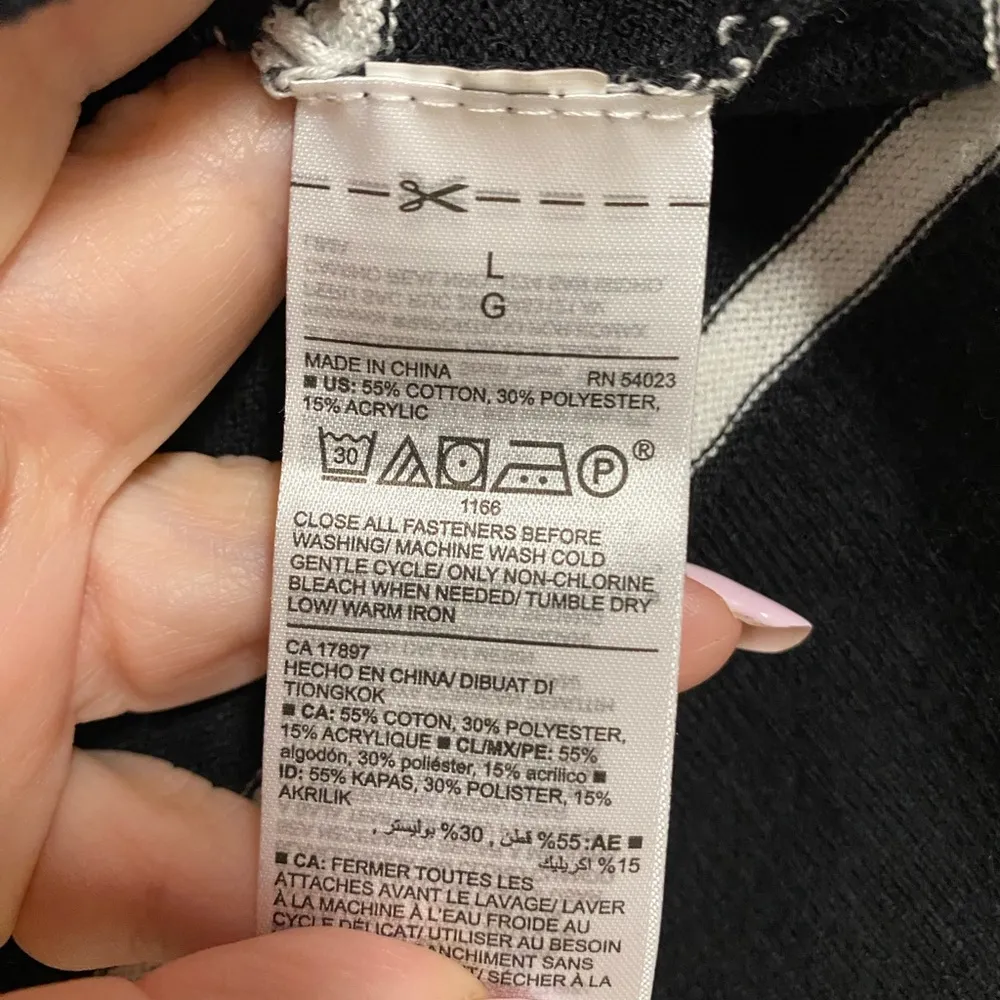 L
G
MADE IN CHINA RN 54023
■ US: 55% COTTON, 30% POLYESTER,
15% ACRYLIC
30 P ®
1166
CLOSE ALL FASTENERS BEFORE
WASHING/ MACHINE WASH COLD
GENTLE CYCLE/ ONLY NON-CHLORINE
BLEACH WHEN NEEDED/ TUMBLE DRY
LOW/ WARM IRON
CA 17897
HECHO EN CHINA/ DIBUAT DI
TIONGKOK
■ CA: 55% COTON, 30% POLYESTER,
15% ACRYLIQUE ■ CL/MX/PE: 55%
algodón, 30% poliéster, 15% acrílico ■
ID: 55% KAPAS, 30% POLISTER, 15%
AKRILIK
■ AE: %55 قطن , %30 بوليستر ,
%15 اكريليك
■ CA: FERMER TOUTES LES
ATTACHES AVANT LE LAVAGE/ LAVER
À LA MACHINE À L'EAU FROIDE AU
CYCLE DÉLICAT/ UTILISER AU BESOIN
SANS
SÉCHER À LA